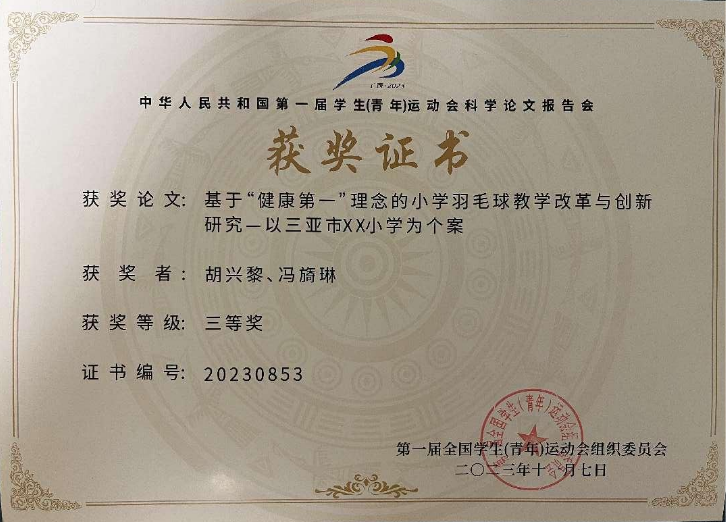 广西·2023
中华人民共和国第一届学生(青年)运动会科学论文报告会
获奖证书
获奖论文: 基于“健康第一”理念的小学羽毛球教学改革与创新
研究—以三亚市XX小学为个案
获奖者: 胡兴黎、冯旖琳
获奖等级: 三等奖
证书编号: 20230853
第一届全国学生(青年)运动会组织委员会
二〇二三年十一月七日